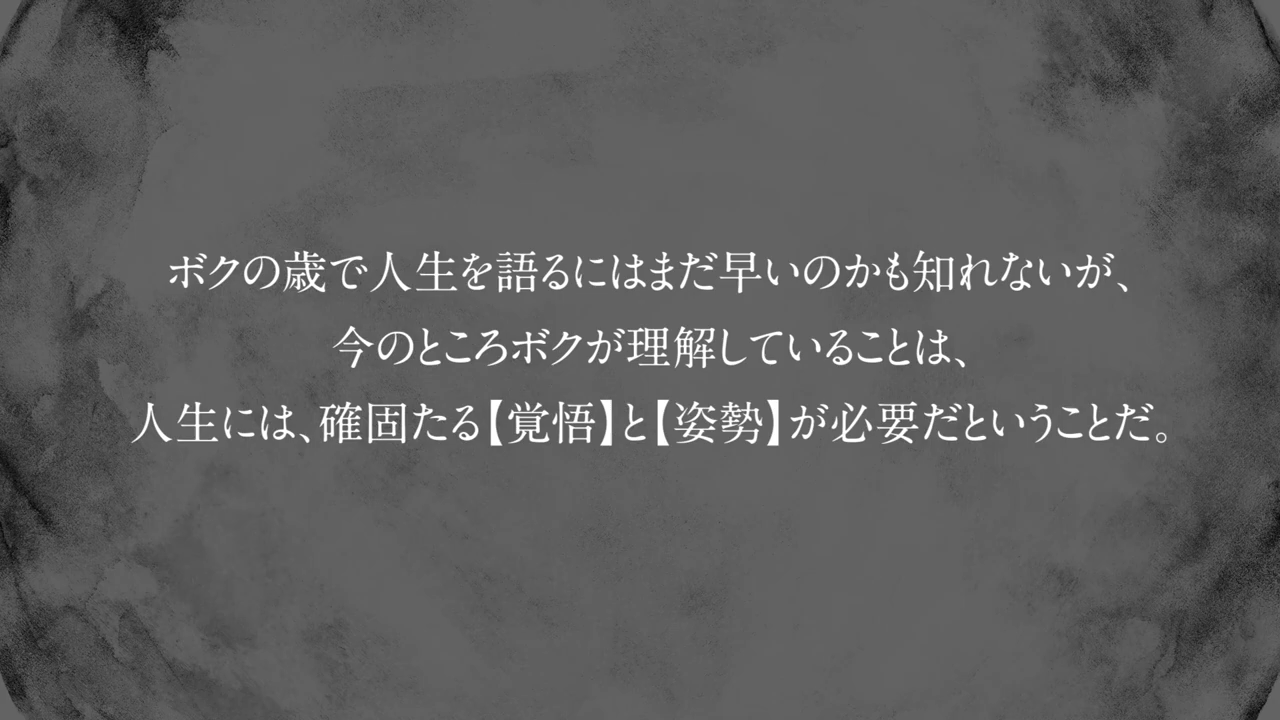 ボクの歳で人生を語るにはまだ早いのかも知れないが、
今のところボクが理解していることは、
人生には、確固たる【覚悟】と【姿勢】が必要だということだ。